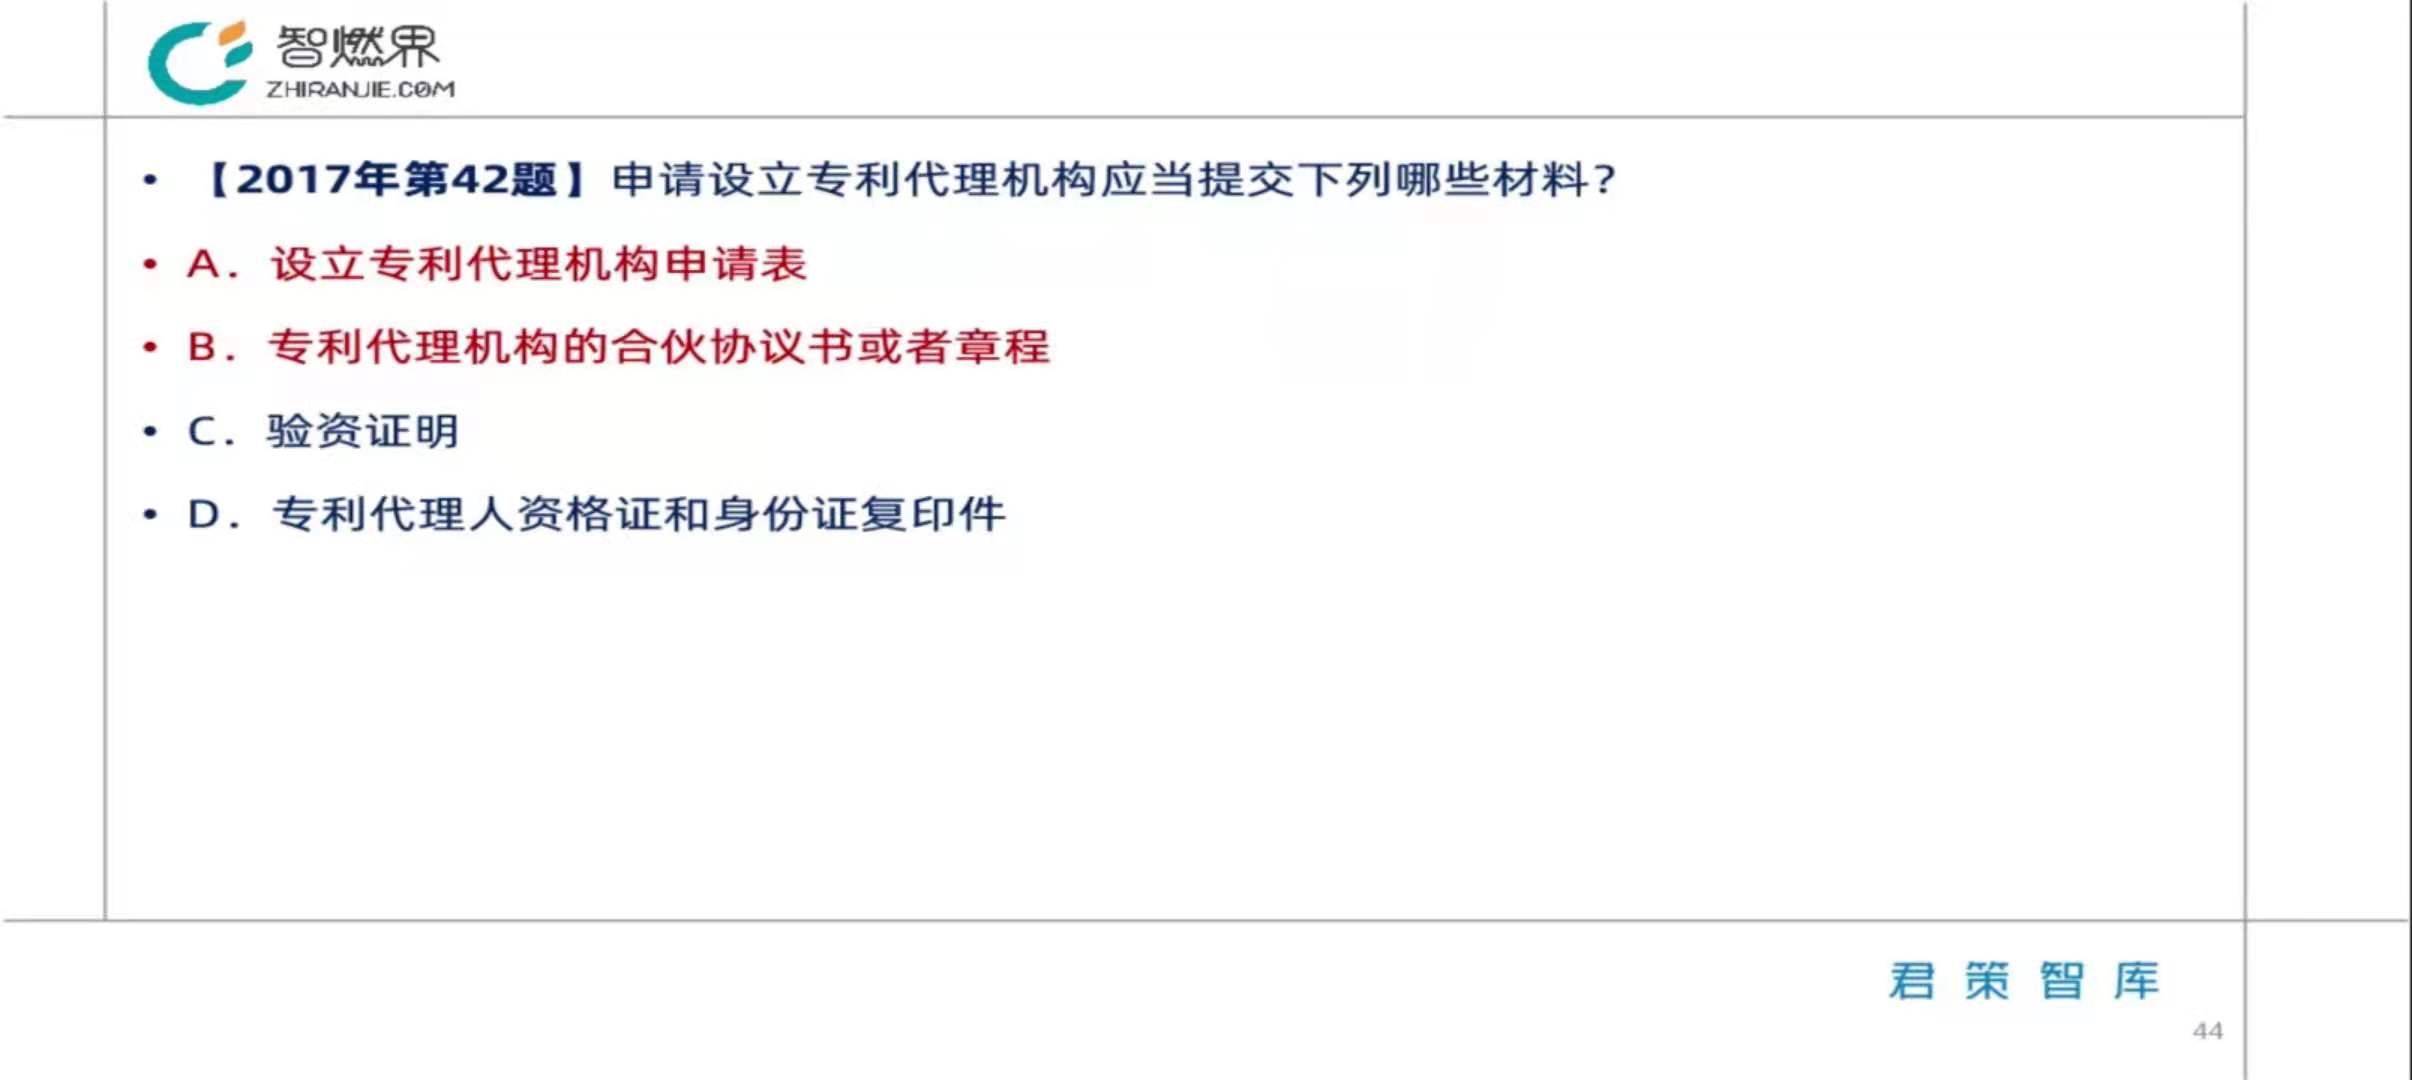 智燃界
ZHIRANJIE.COM
• 【2017年第42题】申请设立专利代理机构应当提交下列哪些材料？
• A．设立专利代理机构申请表
• B．专利代理机构的合伙协议书或者章程
• C．验资证明
• D．专利代理人资格证和身份证复印件
君策智库
44